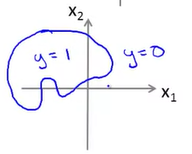 x₂
y = 1 y = 0
x₁